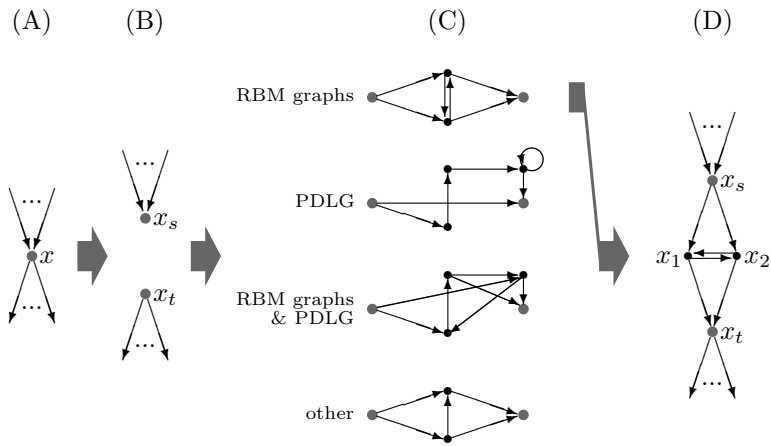 (A)
(B)
(C)
(D)
RBM graphs
...
...
...
x_s
PDLG
x_s
x
x_1
x_2
x_t
...
RBM graphs
& PDLG
...
x_t
...
other